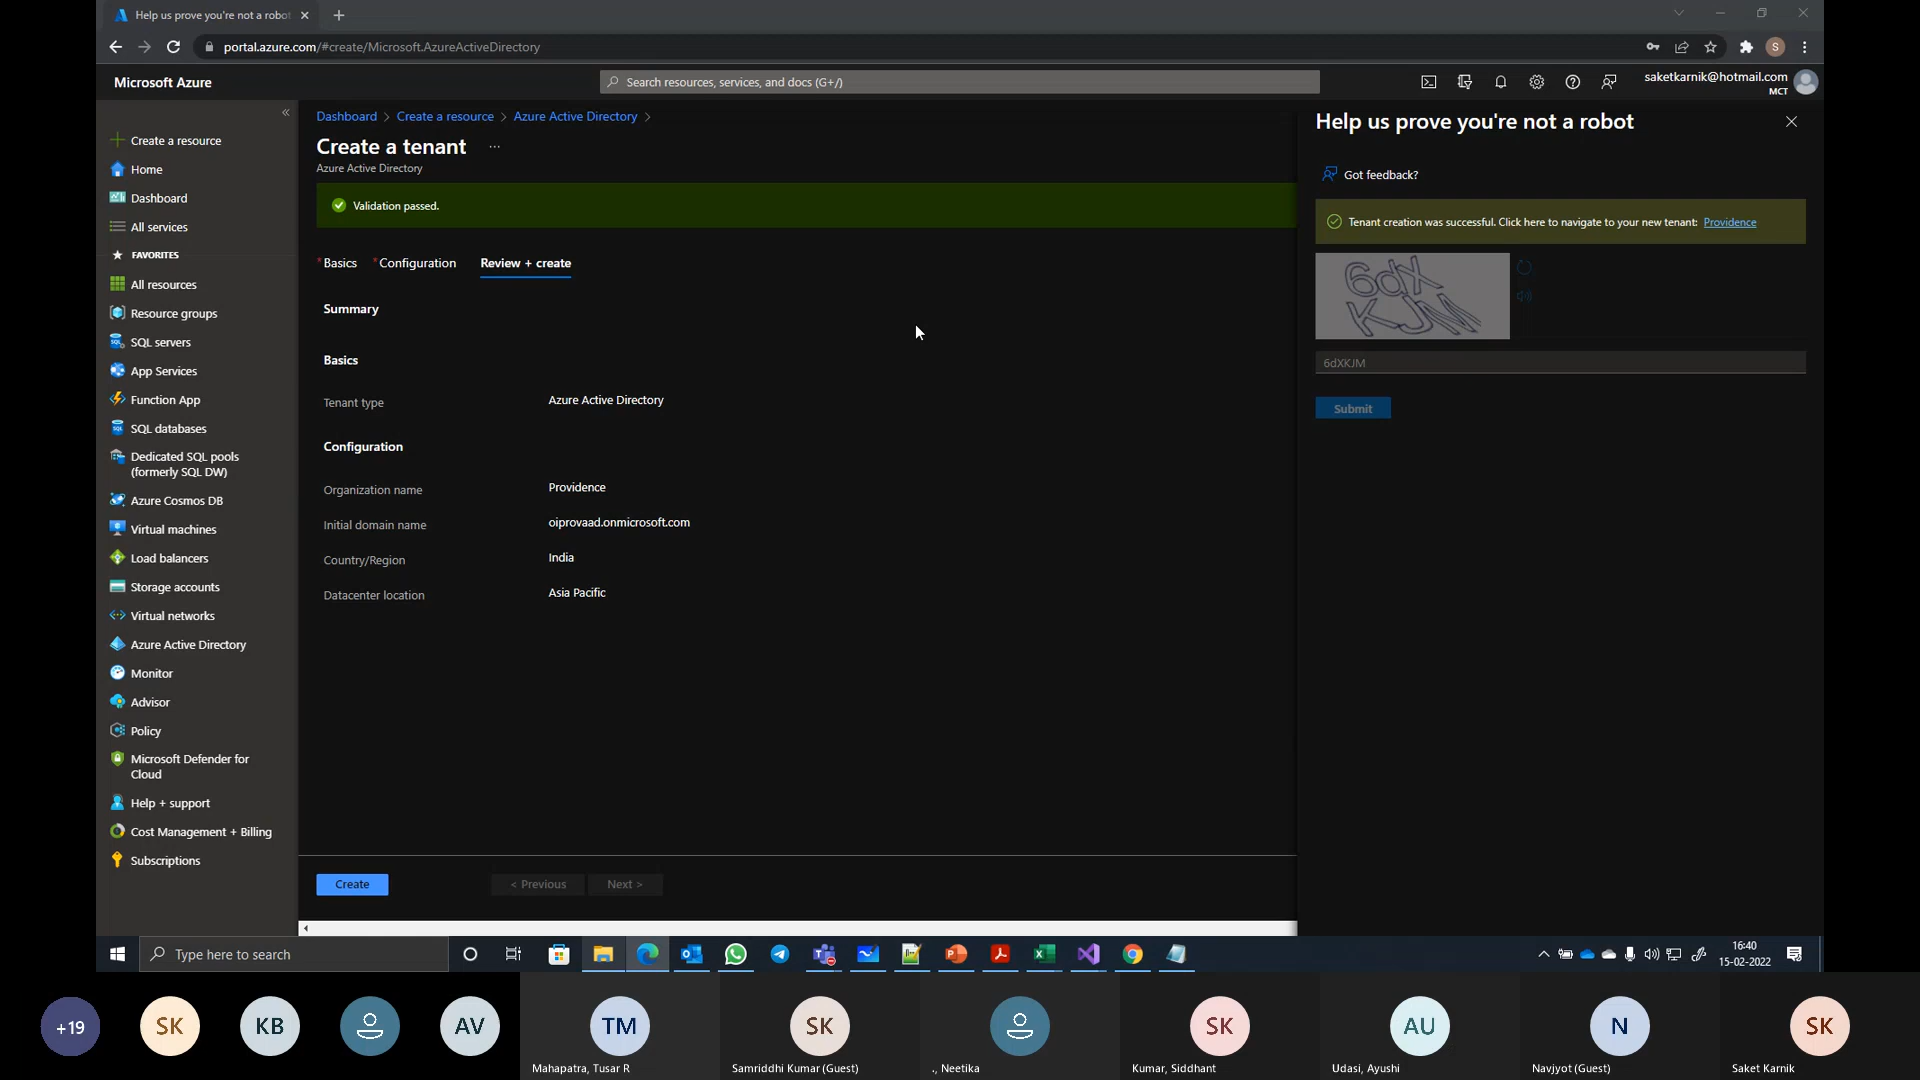 Help us prove you're not a robot
portal.azure.com/#create/Microsoft.AzureActiveDirectory
S
Microsoft Azure
Search resources, services, and docs (G+/)
saketkarnik@hotmail.com
MCT
Create a resource
Home
Dashboard
All services
FAVORITES
All resources
Resource groups
SQL servers
App Services
Function App
SQL databases
Dedicated SQL pools
(formerly SQL DW)
Azure Cosmos DB
Virtual machines
Load balancers
Storage accounts
Virtual networks
Azure Active Directory
Monitor
Advisor
Policy
Microsoft Defender for
Cloud
Help + support
Cost Management + Billing
Subscriptions
Dashboard > Create a resource > Azure Active Directory >
Create a tenant ...
Azure Active Directory
Validation passed.
* Basics * Configuration Review + create
Summary
Basics
Tenant type Azure Active Directory
Configuration
Organization name Providence
Initial domain name oiprovaad.onmicrosoft.com
Country/Region India
Datacenter location Asia Pacific
Create < Previous Next >
Help us prove you're not a robot
Got feedback?
Tenant creation was successful. Click here to navigate to your new tenant: Providence
6dX
KJM
6dXKJM
Submit
Type here to search
16:40
15-02-2022
+19 SK KB AV TM SK SK AU N SK
Mahapatra, Tusar R Samriddhi Kumar (Guest) ., Neetika Kumar, Siddhant Udasi, Ayushi Navjyot (Guest) Saket Karnik